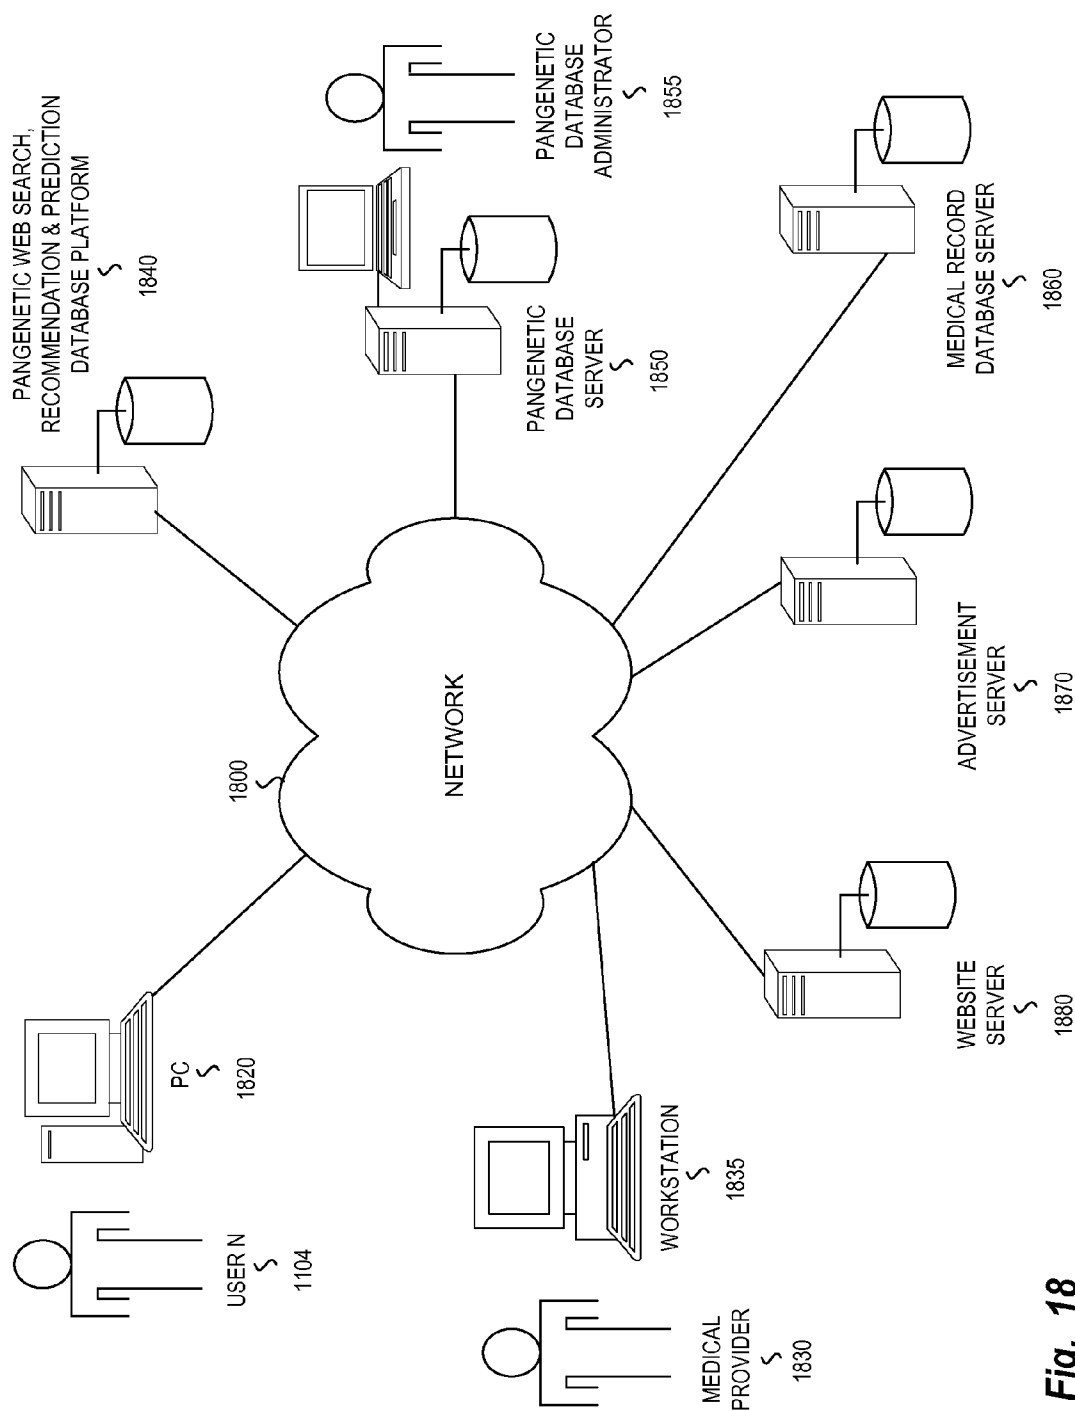 PANGENETIC WEB SEARCH,
RECOMMENDATION & PREDICTION
DATABASE PLATFORM
1840
USER N
1104
PC
1820
1800
NETWORK
PANGENETIC
DATABASE
SERVER
1850
PANGENETIC
DATABASE
ADMINISTRATOR
1855
MEDICAL
PROVIDER
1830
WORKSTATION
1835
WEBSITE
SERVER
1880
ADVERTISEMENT
SERVER
1870
MEDICAL RECORD
DATABASE SERVER
1860
Fig. 18